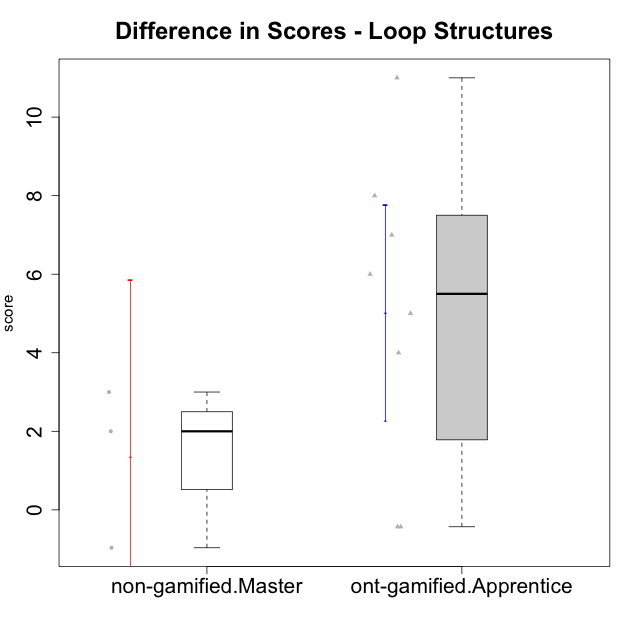 Difference in Scores - Loop Structures
score
10
8
6
4
2
0
non-gamified.Master ont-gamified.Apprentice